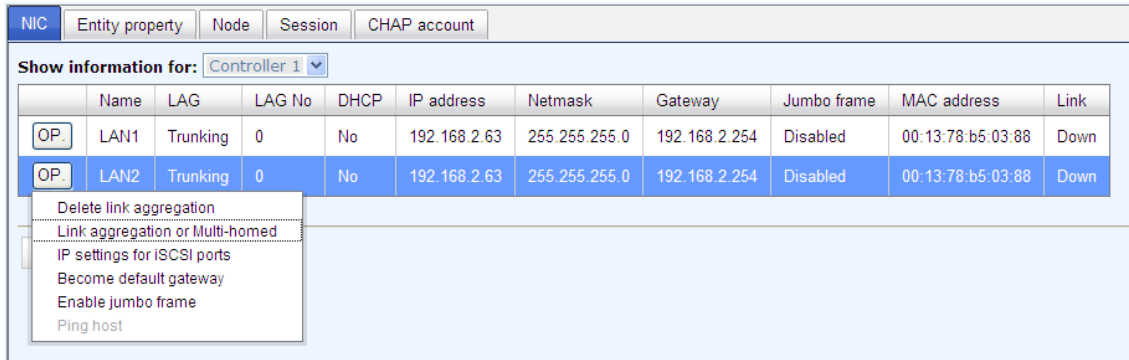 NIC Entity property Node Session CHAP account
Show information for: Controller 1
Name LAG LAG No DHCP IP address Netmask Gateway Jumbo frame MAC address Link
OP. LAN1 Trunking 0 No 192.168.2.63 255.255.255.0 192.168.2.254 Disabled 00:13:78:b5:03:88 Down
OP. LAN2 Trunking 0 No 192.168.2.63 255.255.255.0 192.168.2.254 Disabled 00:13:78:b5:03:88 Down
Delete link aggregation
Link aggregation or Multi-homed
IP settings for iSCSI ports
Become default gateway
Enable jumbo frame
Ping host